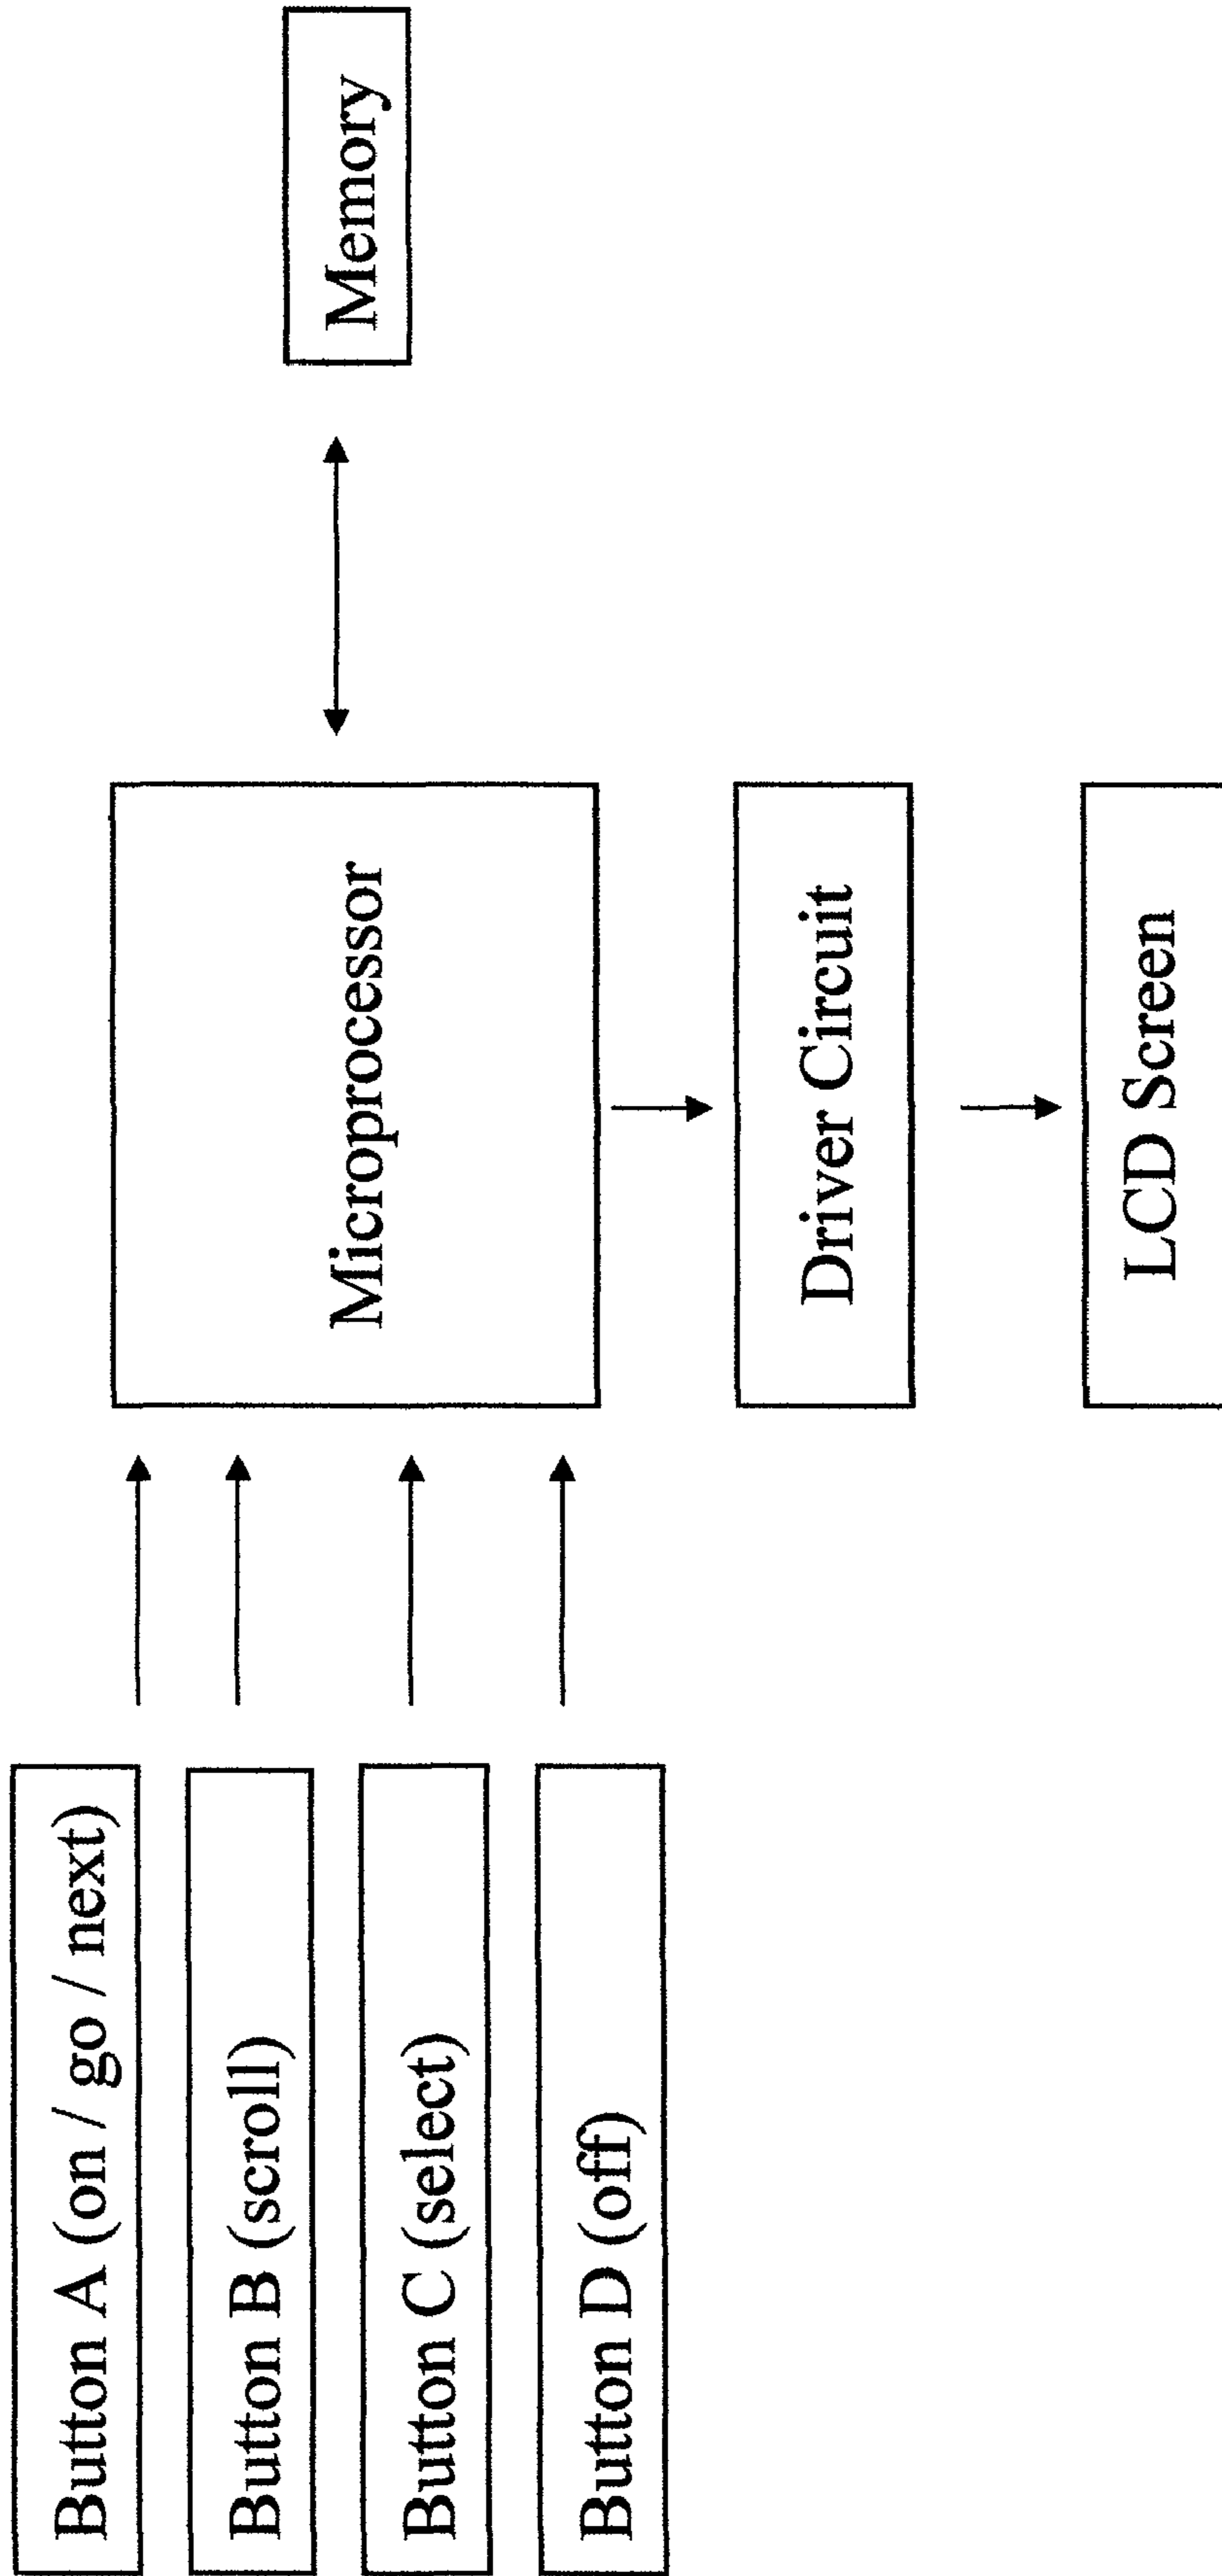 Button A (on / go / next)
Button B (scroll)
Button C (select)
Button D (off)
Microprocessor
Memory
Driver Circuit
LCD Screen